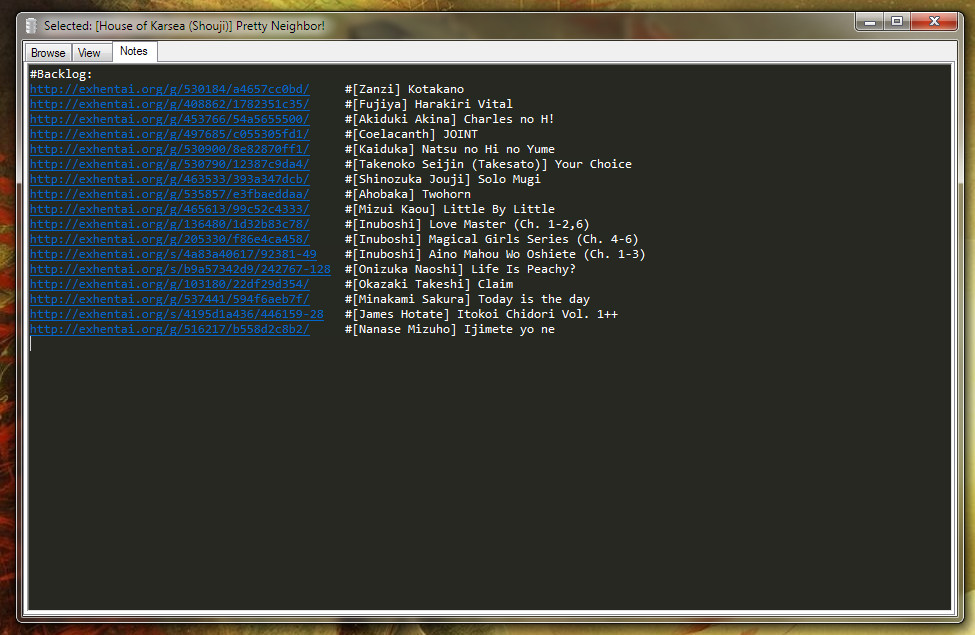 Selected: [House of Karsea (Shouji)] Pretty Neighbor!
Browse View Notes
#Backlog:
http://exhentai.org/g/530184/a4657cc0bd/ #[Zanzi] Kotakano
http://exhentai.org/g/408862/1782351c35/ #[Fujiya] Harakiri Vital
http://exhentai.org/g/453766/54a5655500/ #[Akiduki Akina] Charles no H!
http://exhentai.org/g/497685/c055305fd1/ #[Coelacanth] JOINT
http://exhentai.org/g/530900/8e82870ff1/ #[Kaiduka] Natsu no Hi no Yume
http://exhentai.org/g/530790/12387c9da4/ #[Takenoko Seijin (Takesato)] Your Choice
http://exhentai.org/g/463533/393a347dcb/ #[Shinozuka Jouji] Solo Mugi
http://exhentai.org/g/535857/e3fbaeddaa/ #[Ahobaka] Twohorn
http://exhentai.org/g/465613/99c52c4333/ #[Mizui Kaou] Little By Little
http://exhentai.org/g/136480/1d32b83c78/ #[Inuboshi] Love Master (Ch. 1-2,6)
http://exhentai.org/g/205330/f86e4ca458/ #[Inuboshi] Magical Girls Series (Ch. 4-6)
http://exhentai.org/s/4a83a40617/92381-49 #[Inuboshi] Aino Mahou Wo Oshiete (Ch. 1-3)
http://exhentai.org/s/b9a57342d9/242767-128 #[Onizuka Naoshi] Life Is Peachy?
http://exhentai.org/g/103180/22df29d354/ #[Okazaki Takeshi] Claim
http://exhentai.org/g/537441/594f6aeb7f/ #[Minakami Sakura] Today is the day
http://exhentai.org/s/4195d1a436/446159-28 #[James Hotate] Itokoi Chidori Vol. 1++
http://exhentai.org/g/516217/b558d2c8b2/ #[Nanase Mizuho] Ijimete yo ne